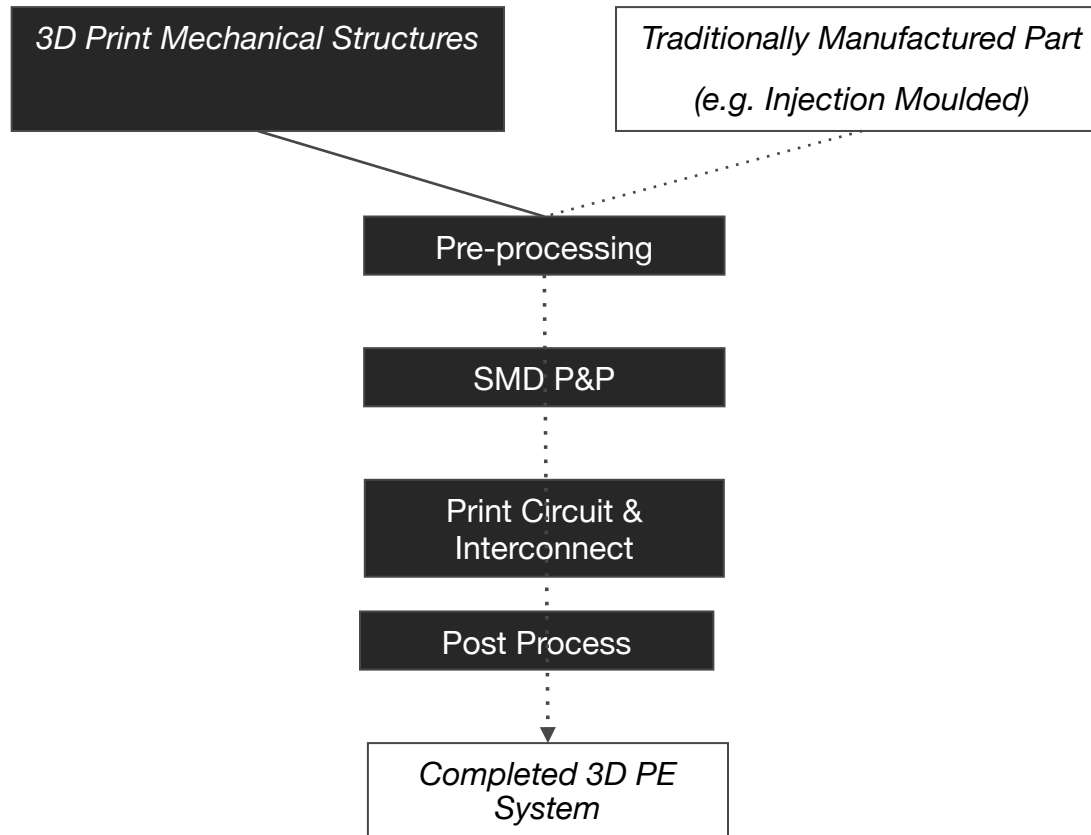 3D Print Mechanical Structures
Traditionally Manufactured Part
(e.g. Injection Moulded)
Pre-processing
SMD P&P
Print Circuit &
Interconnect
Post Process
Completed 3D PE
System